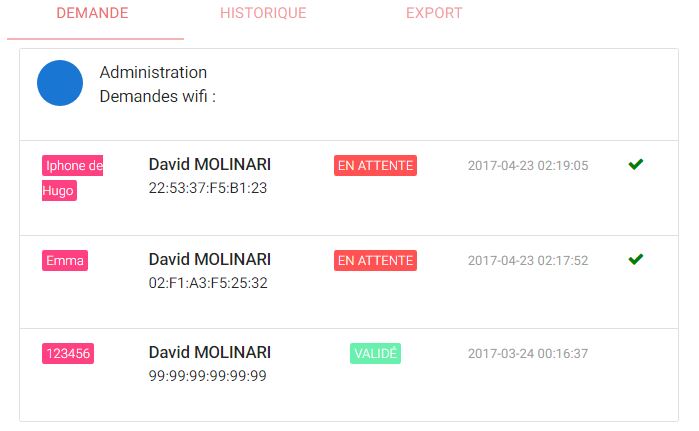 DEMANDE HISTORIQUE EXPORT
Administration
Demandes wifi :
Iphone de Hugo
David MOLINARI
22:53:37:F5:B1:23
EN ATTENTE
2017-04-23 02:19:05
Emma
David MOLINARI
02:F1:A3:F5:25:32
EN ATTENTE
2017-04-23 02:17:52
123456
David MOLINARI
99:99:99:99:99:99
VALIDÉ
2017-03-24 00:16:37